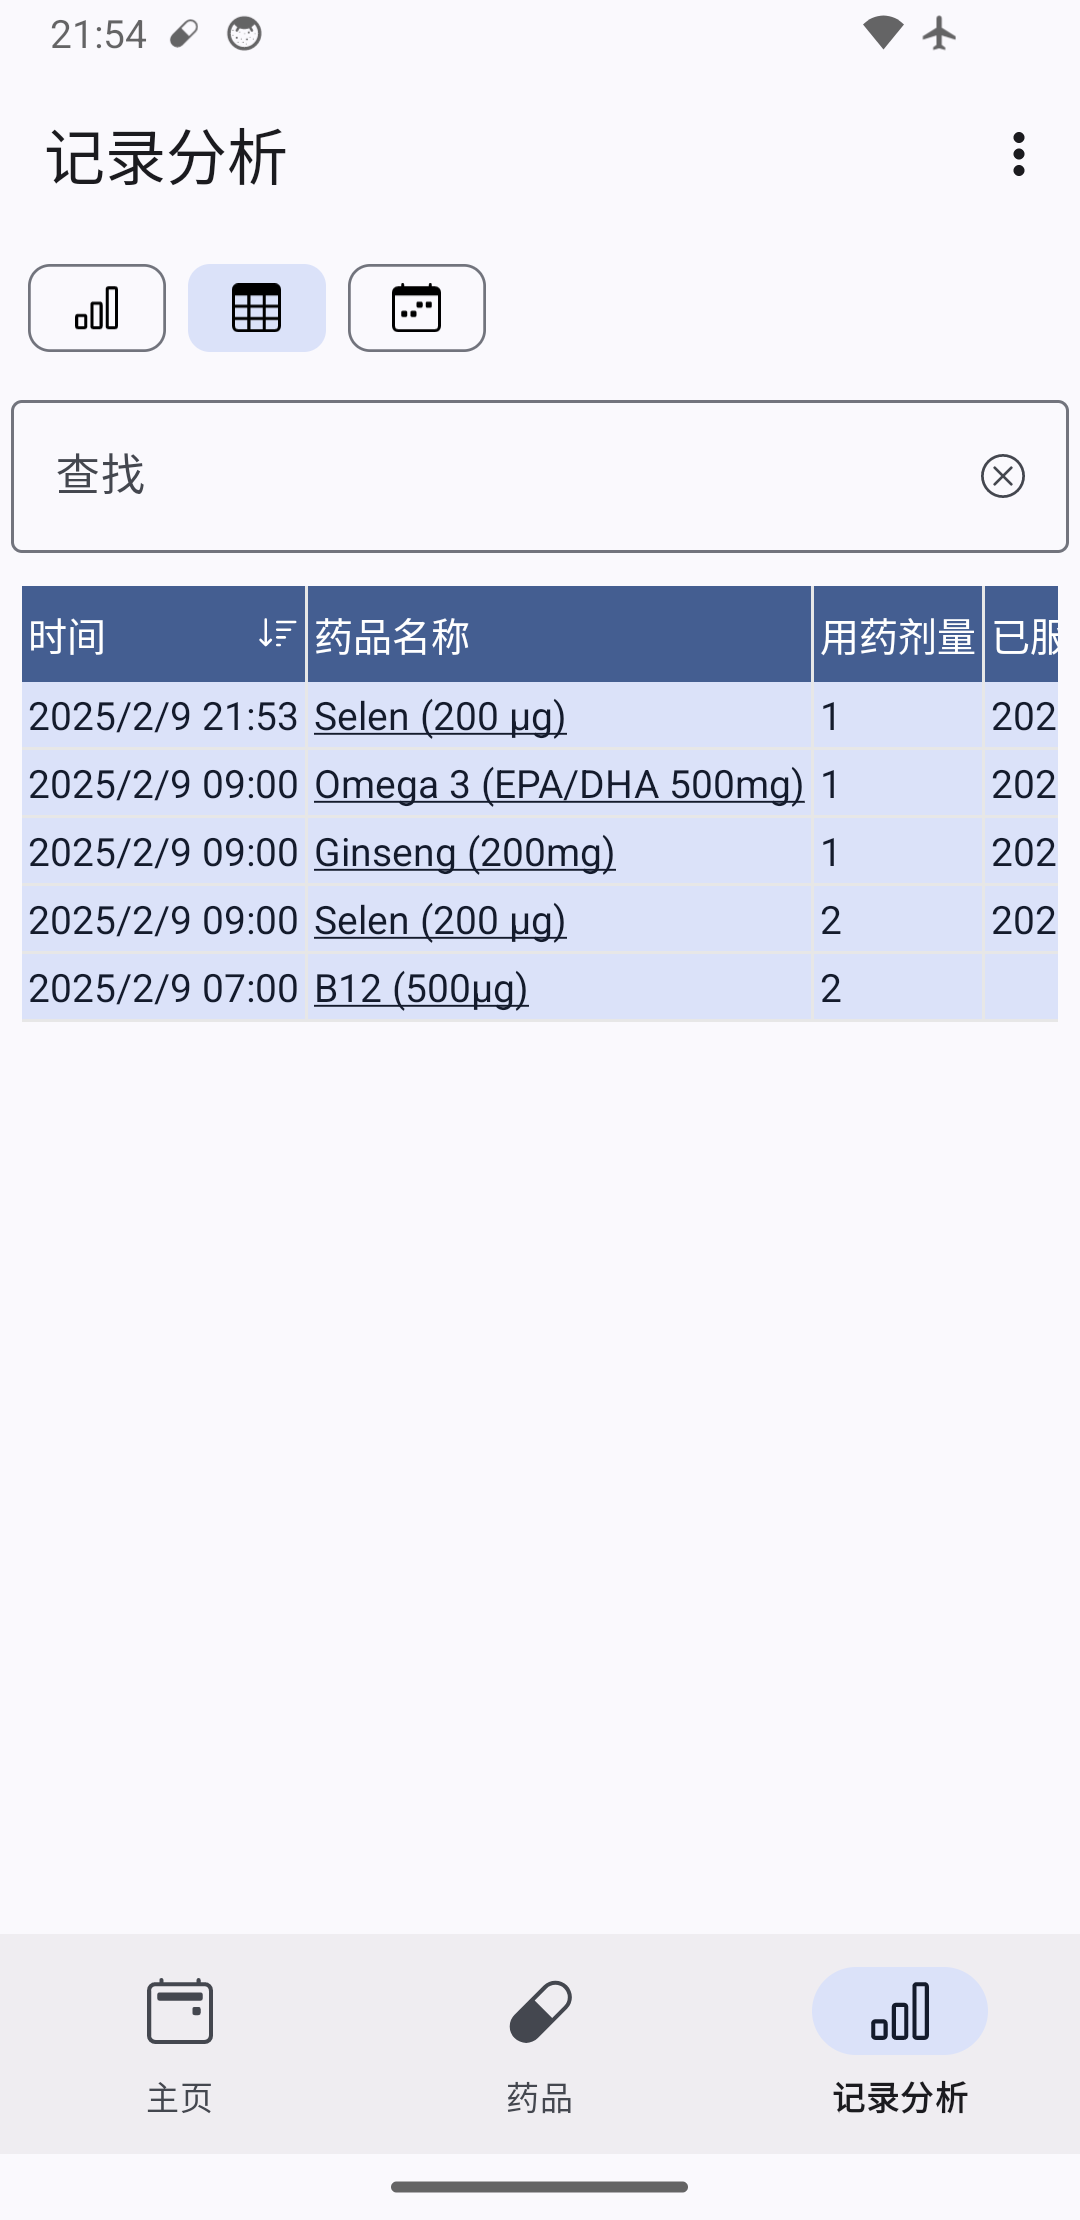 21:54
记录分析
查找
时间 药品名称 用药剂量 已服
2025/2/9 21:53 Selen (200 µg) 1 202
2025/2/9 09:00 Omega 3 (EPA/DHA 500mg) 1 202
2025/2/9 09:00 Ginseng (200mg) 1 202
2025/2/9 09:00 Selen (200 µg) 2 202
2025/2/9 07:00 B12 (500µg) 2
主页 药品 记录分析